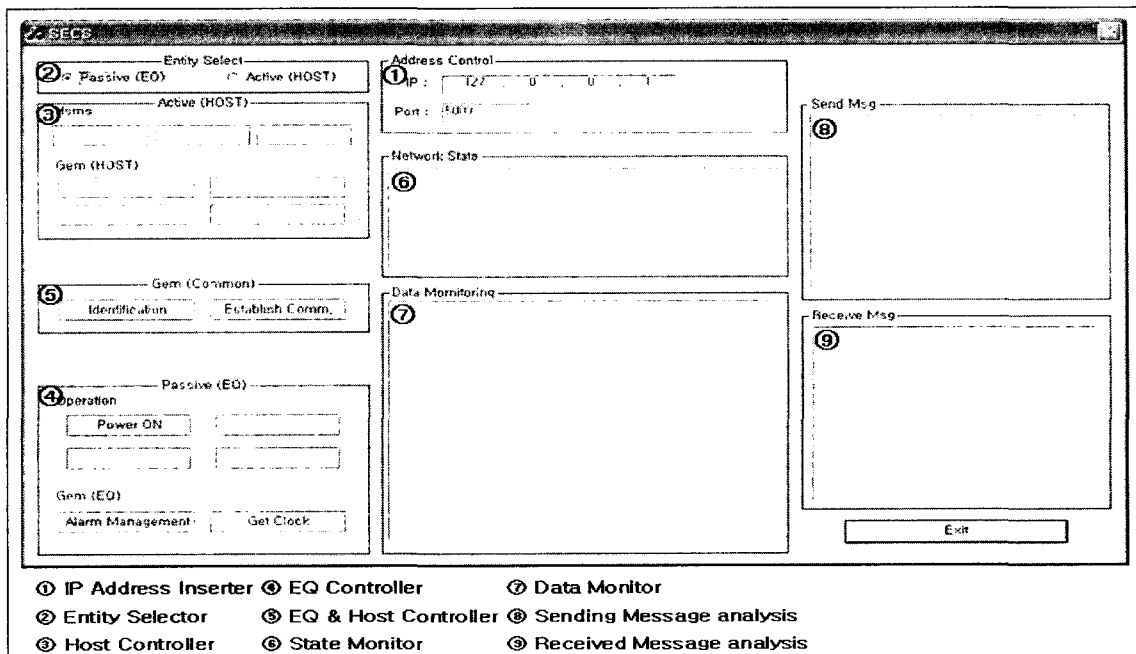 SECS
Entity Select
② Passive (EQ) Active (HOST)
Active (HOST)
③
Gem (HOST)
Gem (Common)
⑤
Identification Establish Comm.
Passive (EQ)
④
Operation
Power ON
Gem (EQ)
Alarm Management Get Clock
Address Control
① IP : 127 . 0 . 0 . 1
Port :
Network State
⑥
Data Mornitoring
⑦
Send Msg
⑧
Receive Msg
⑨
Exit
① IP Address Inserter ④ EQ Controller ⑦ Data Monitor
② Entity Selector ⑤ EQ & Host Controller ⑧ Sending Message analysis
③ Host Controller ⑥ State Monitor ⑨ Received Message analysis